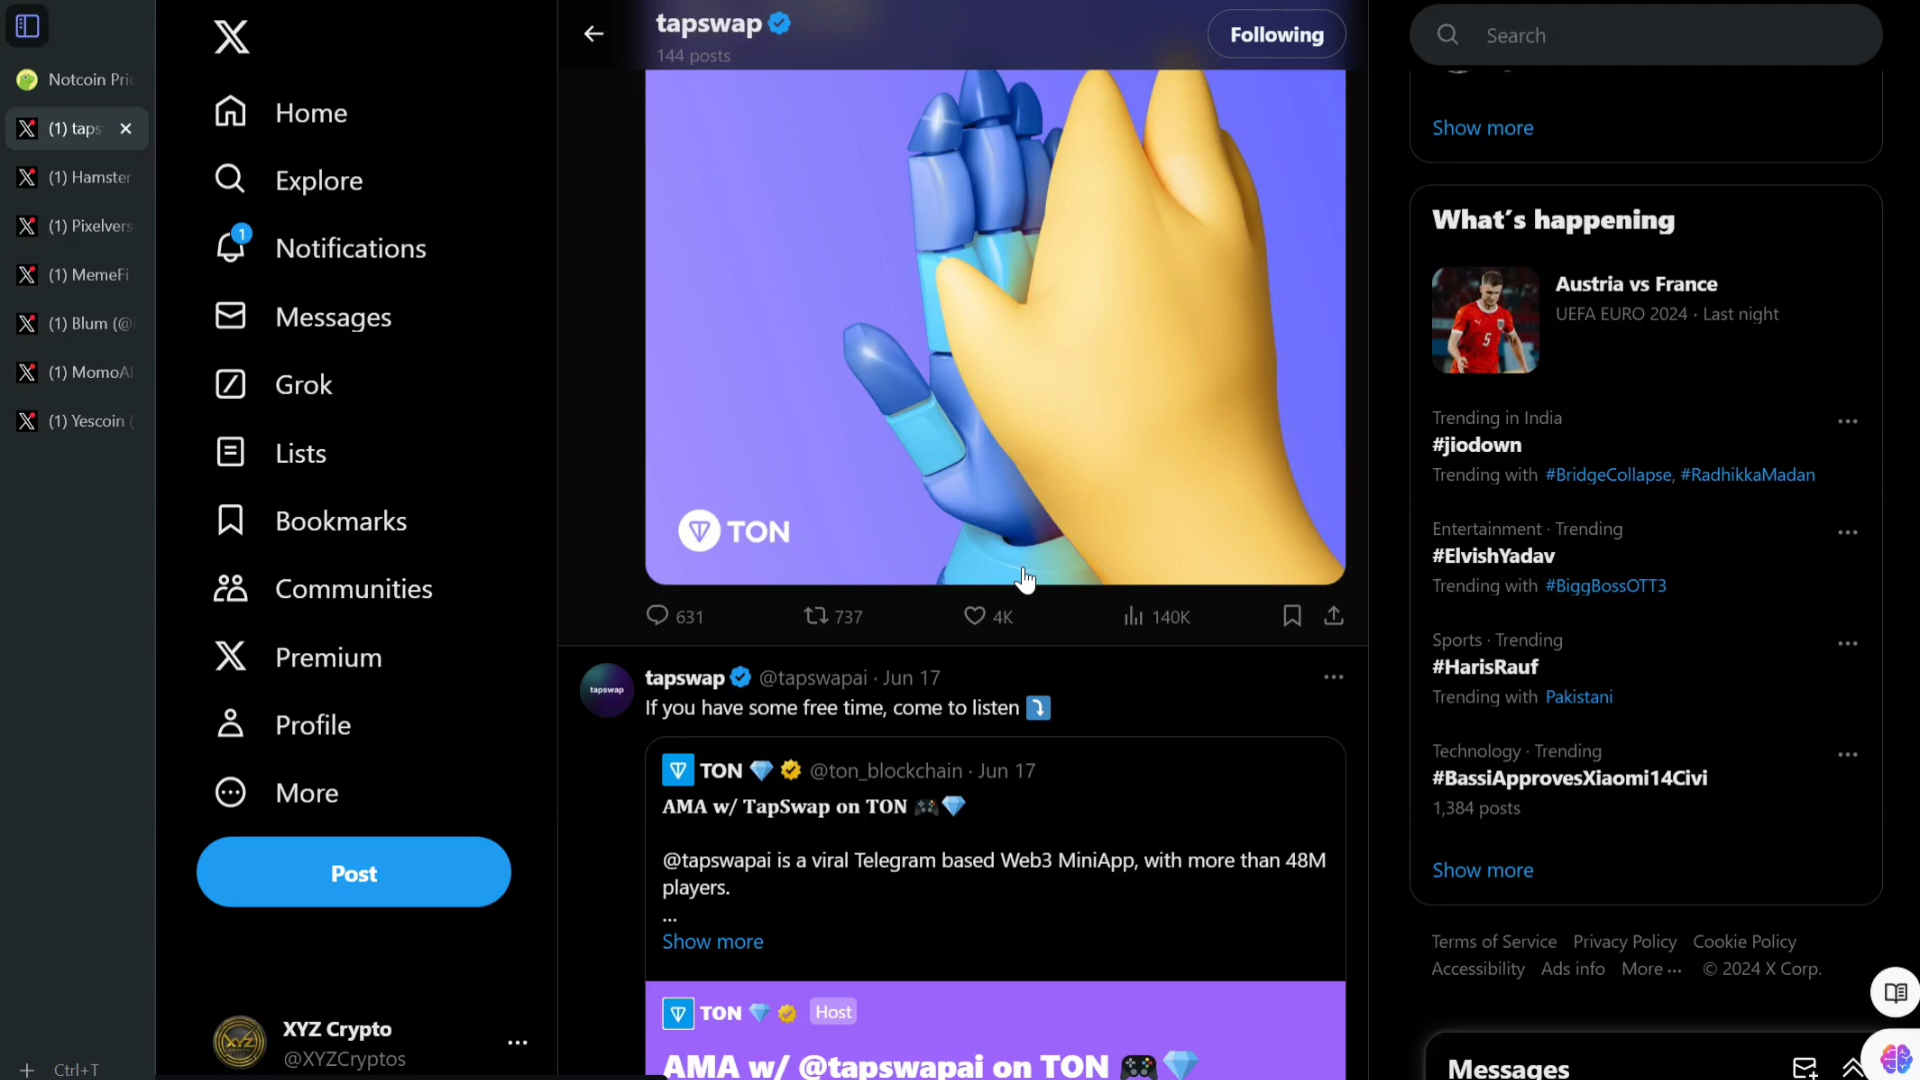 Notcoin Pric
(1) taps
(1) Hamster
(1) Pixelvers
(1) MemeFi
(1) Blum (@
(1) MomoAI
(1) Yescoin (
Ctrl+T
Home
Explore
1
Notifications
Messages
Grok
Lists
Bookmarks
Communities
Premium
Profile
More
Post
XYZ Crypto
@XYZCryptos
tapswap
144 posts
Following
TON
631
737
4K
140K
tapswap @tapswapai · Jun 17
If you have some free time, come to listen
TON @ton_blockchain · Jun 17
AMA w/ TapSwap on TON
@tapswapai is a viral Telegram based Web3 MiniApp, with more than 48M
players.
...
Show more
TON Host
AMA w/ @tapswapai on TON
Search
Show more
What's happening
Austria vs France
UEFA EURO 2024 · Last night
5
Trending in India
#jiodown
Trending with #BridgeCollapse, #RadhikkaMadan
Entertainment · Trending
#ElvishYadav
Trending with #BiggBossOTT3
Sports · Trending
#HarisRauf
Trending with Pakistani
Technology · Trending
#BassiApprovesXiaomi14Civi
1,384 posts
Show more
Terms of Service Privacy Policy Cookie Policy
Accessibility Ads info More ... © 2024 X Corp.
Messages